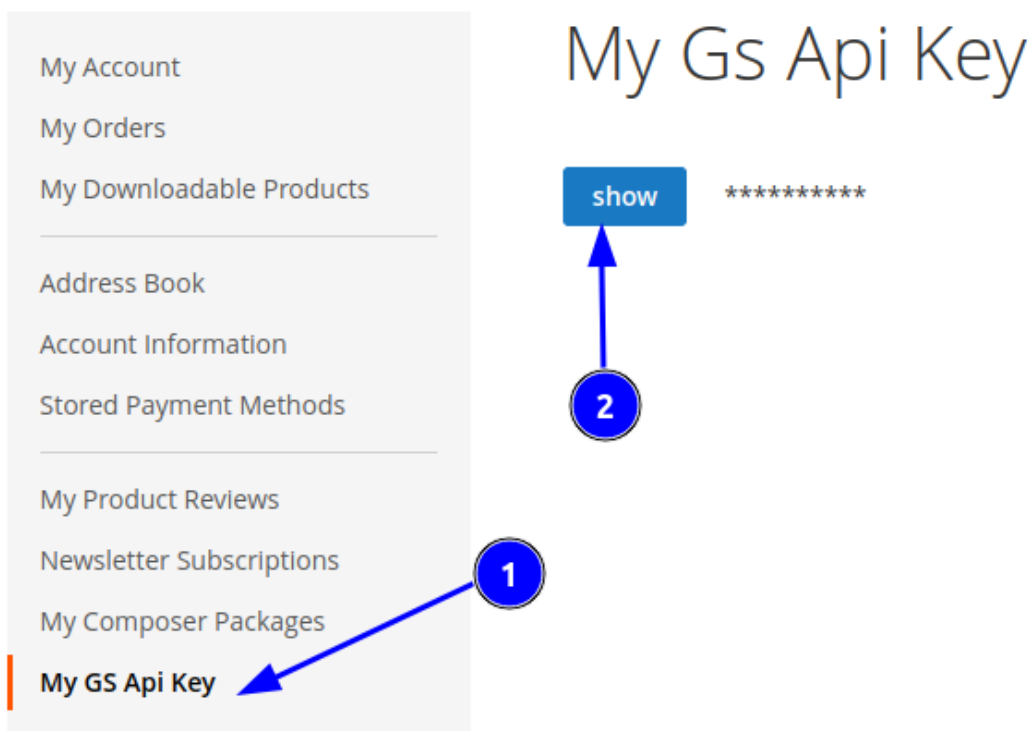 My Account
My Orders
My Downloadable Products
Address Book
Account Information
Stored Payment Methods
My Product Reviews
Newsletter Subscriptions
My Composer Packages
My GS Api Key
1
My Gs Api Key
show **********
2